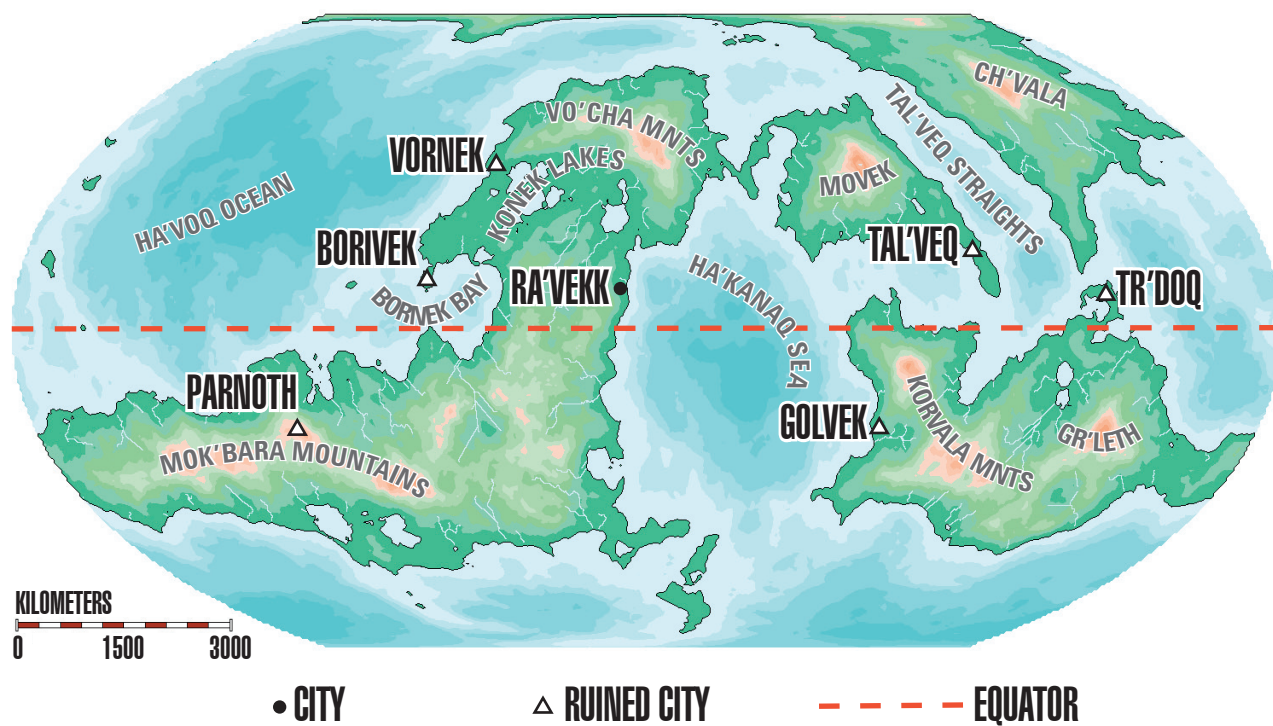 CH'VALA
VO'CHA MNTS
TAL'VEQ STRAIGHTS
VORNEK
KO'NEK LAKES
MOVEK
HA'VOQ OCEAN
BORIVEK
BORIVEK BAY
RA'VEKK
HA'KANAQ SEA
TAL'VEQ
TR'DOQ
PARNOTH
MOK'BARA MOUNTAINS
GOLVEK
KORVALA MNTS
GR'LETH
KILOMETERS
0 1500 3000
CITY
RUINED CITY
EQUATOR